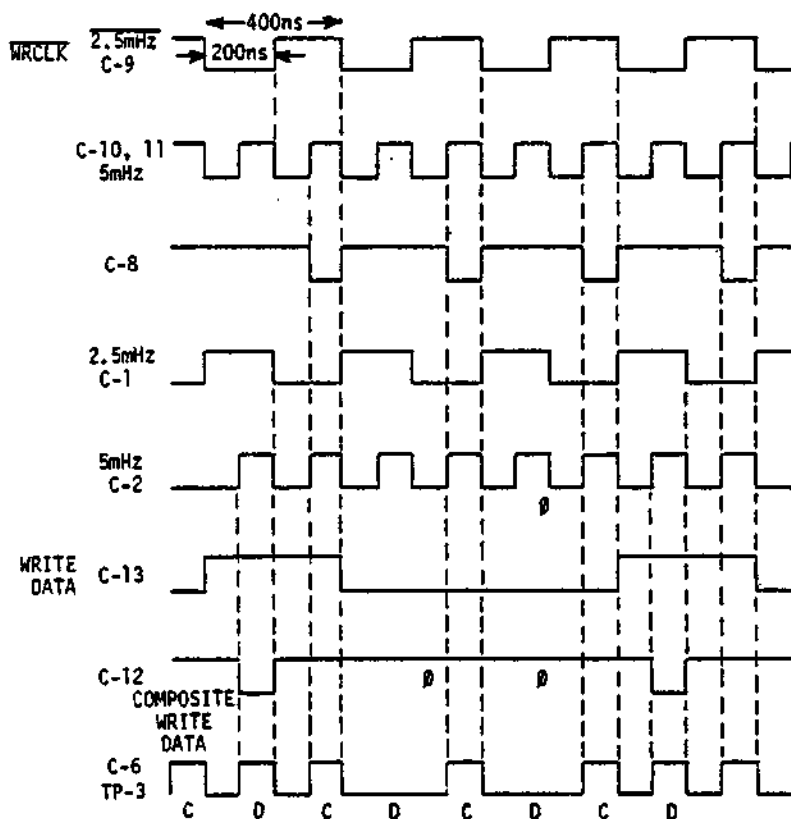 400ns
2.5mHz
WRCLK
200ns
C-9
C-10, 11
5mHz
C-8
2.5mHz
C-1
5mHz
C-2
Ø
WRITE
DATA
C-13
C-12
Ø Ø
COMPOSITE
WRITE
DATA
C-6
TP-3
C D C D C D C D